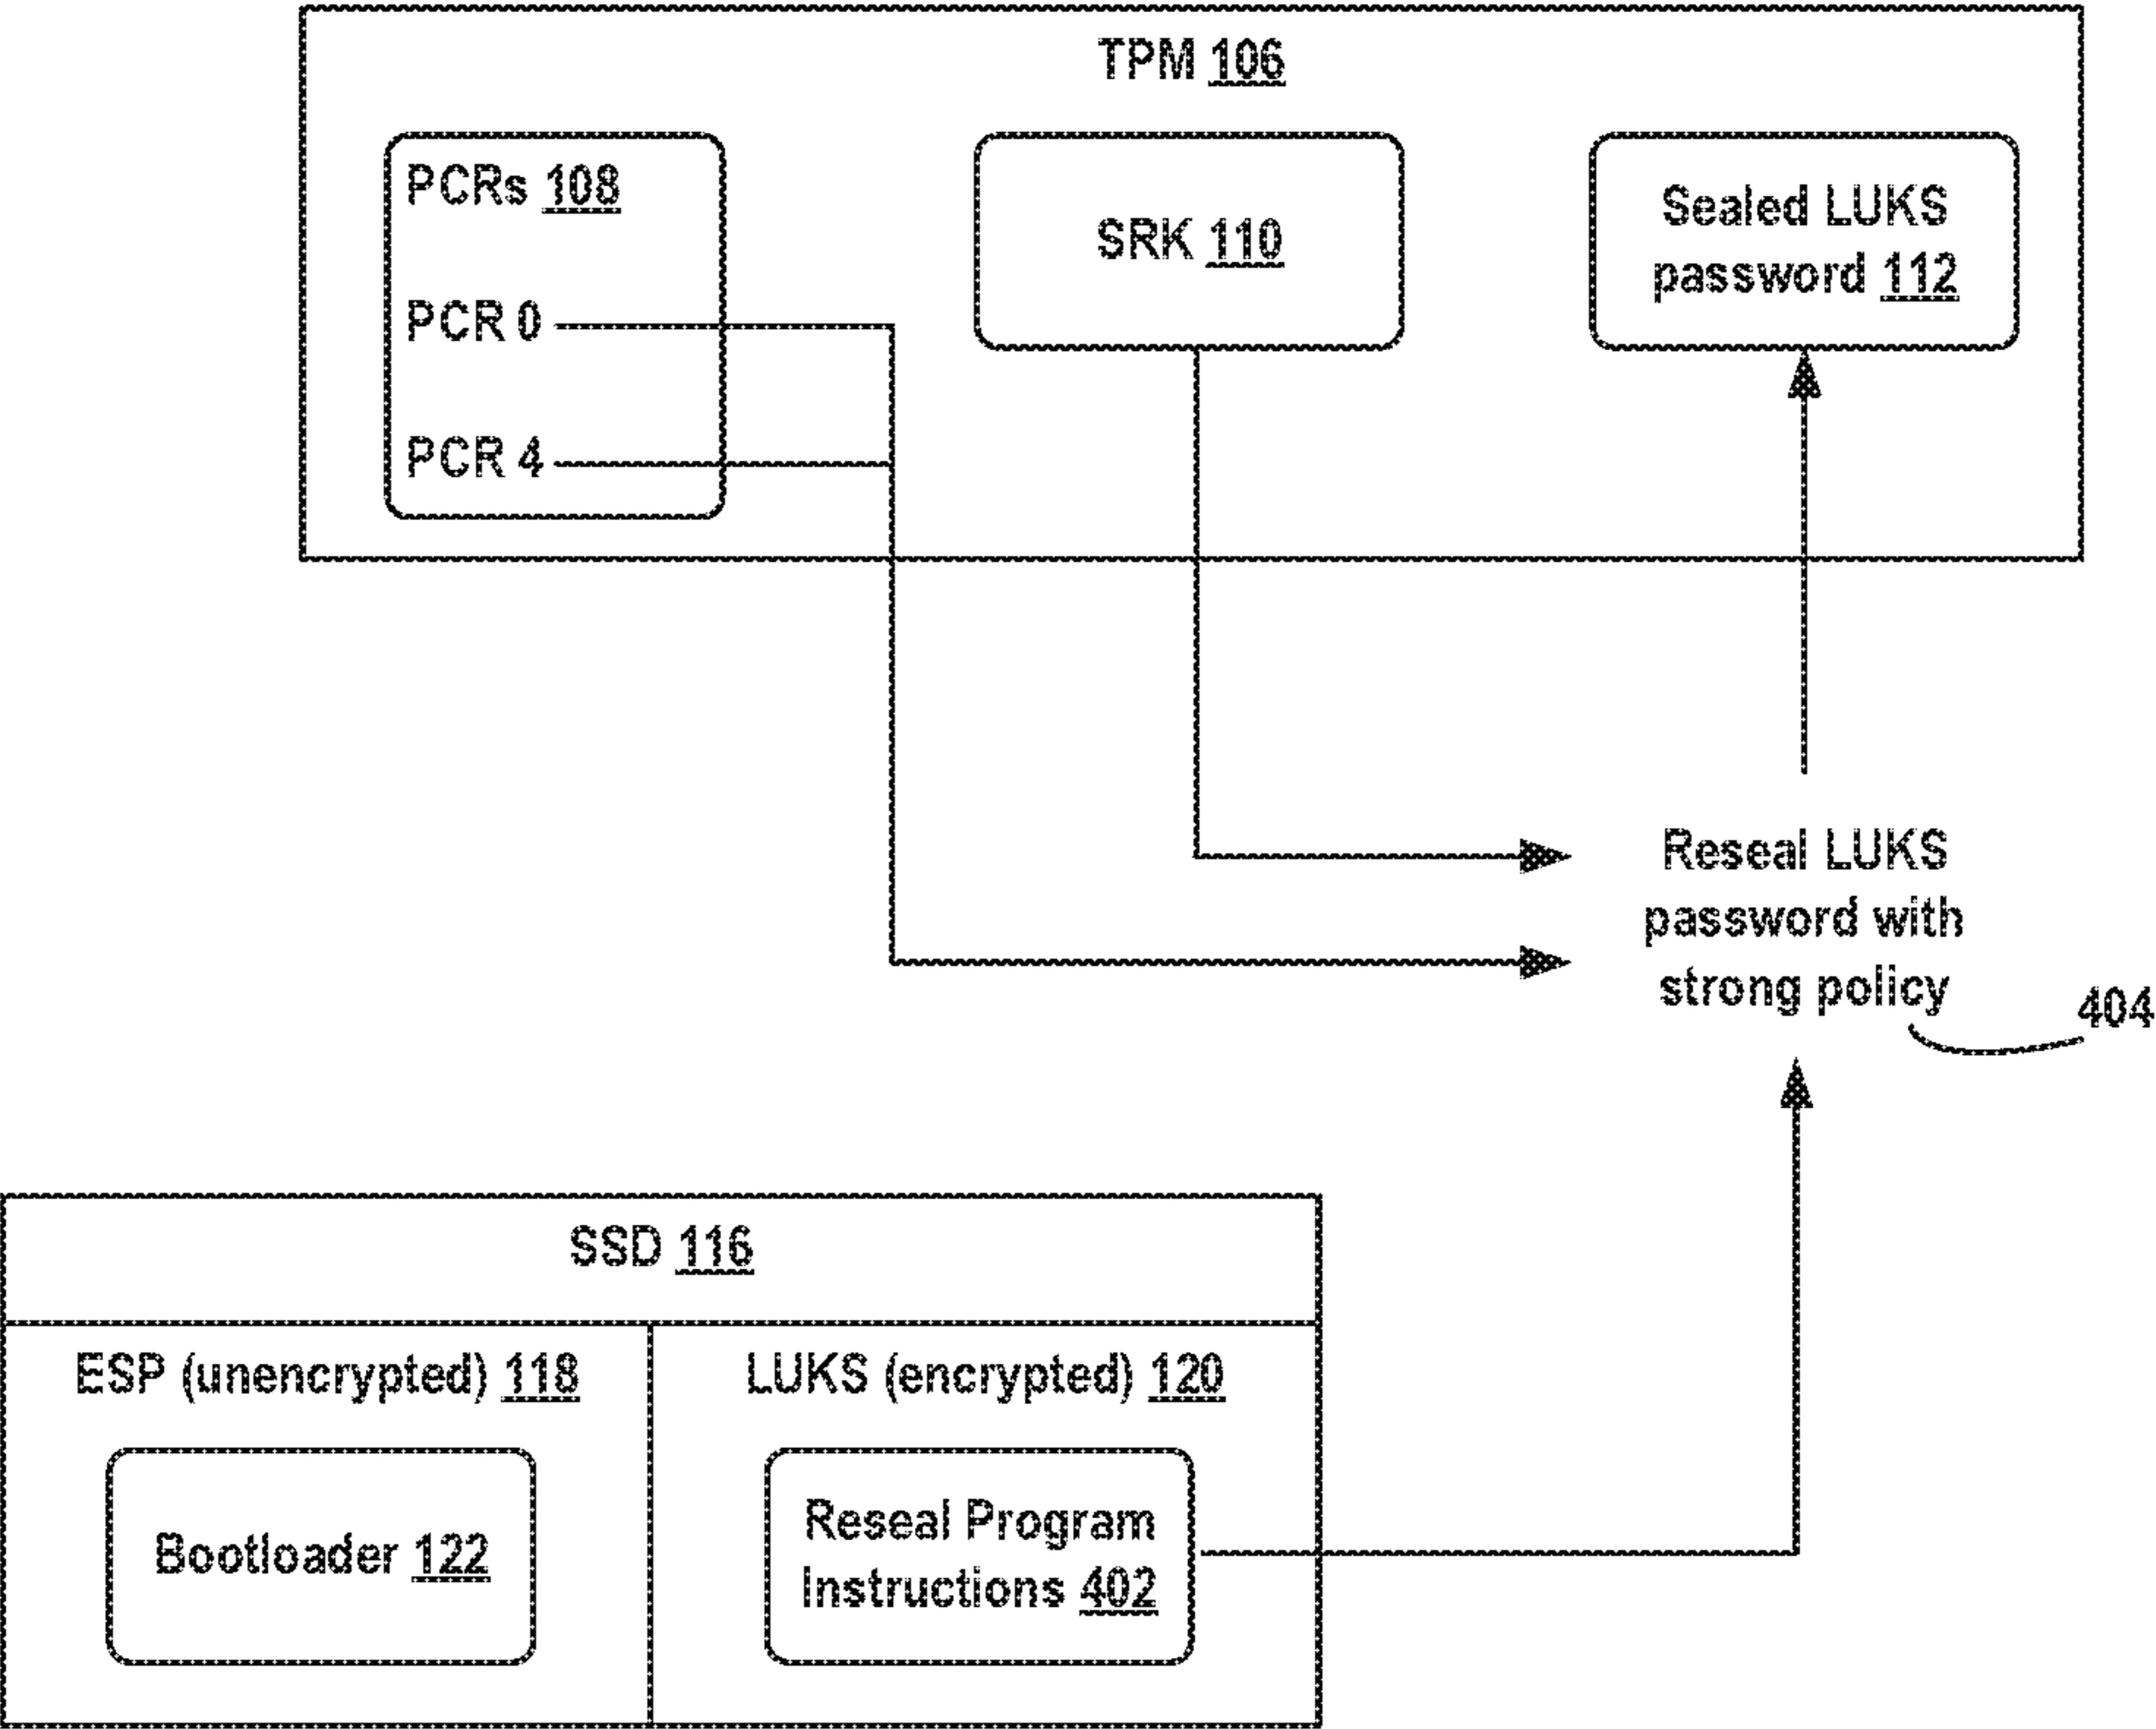 TPM 106
PCRs 108
PCR 0
PCR 4
SRK 110
Sealed LUKS
password 112
Reseal LUKS
password with
strong policy
404
SSD 116
ESP (unencrypted) 118
Bootloader 122
LUKS (encrypted) 120
Reseal Program
Instructions 402